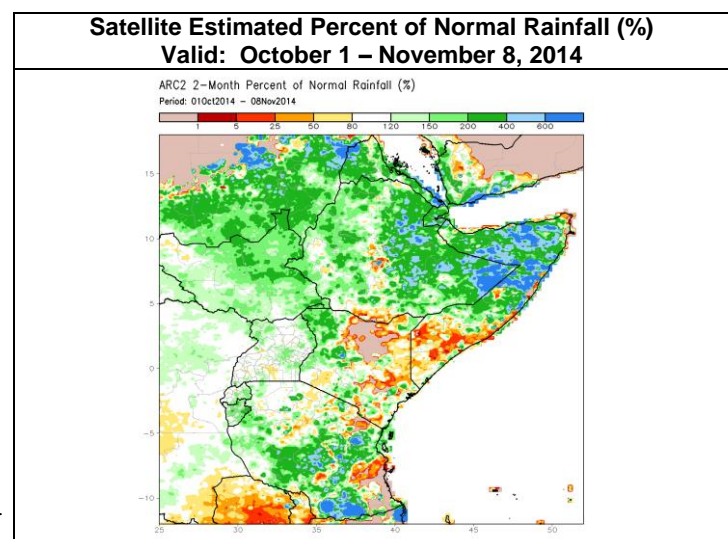 Satellite Estimated Percent of Normal Rainfall (%)
Valid: October 1 – November 8, 2014
ARC2 2-Month Percent of Normal Rainfall (%)
Period: 01Oct2014 – 08Nov2014
1 5 25 50 80 120 150 200 400 600
15
10
5
0
-5
-10
25 30 35 40 45 50